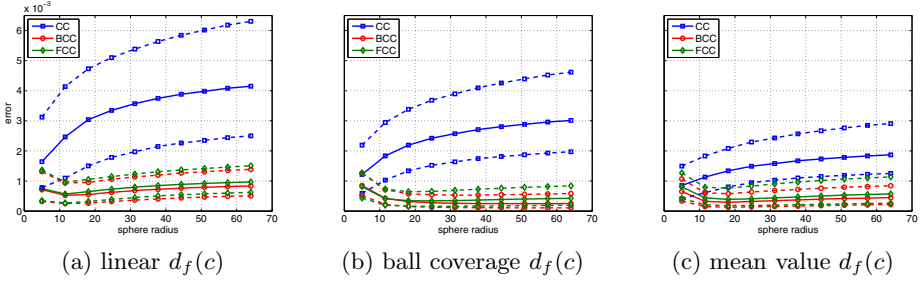 x 10⁻³
6
5
4
3
2
1
0
error
CC
BCC
FCC
0 10 20 30 40 50 60 70
sphere radius
(a) linear d_f(c)
CC
BCC
FCC
0 10 20 30 40 50 60 70
sphere radius
(b) ball coverage d_f(c)
CC
BCC
FCC
0 10 20 30 40 50 60 70
sphere radius
(c) mean value d_f(c)